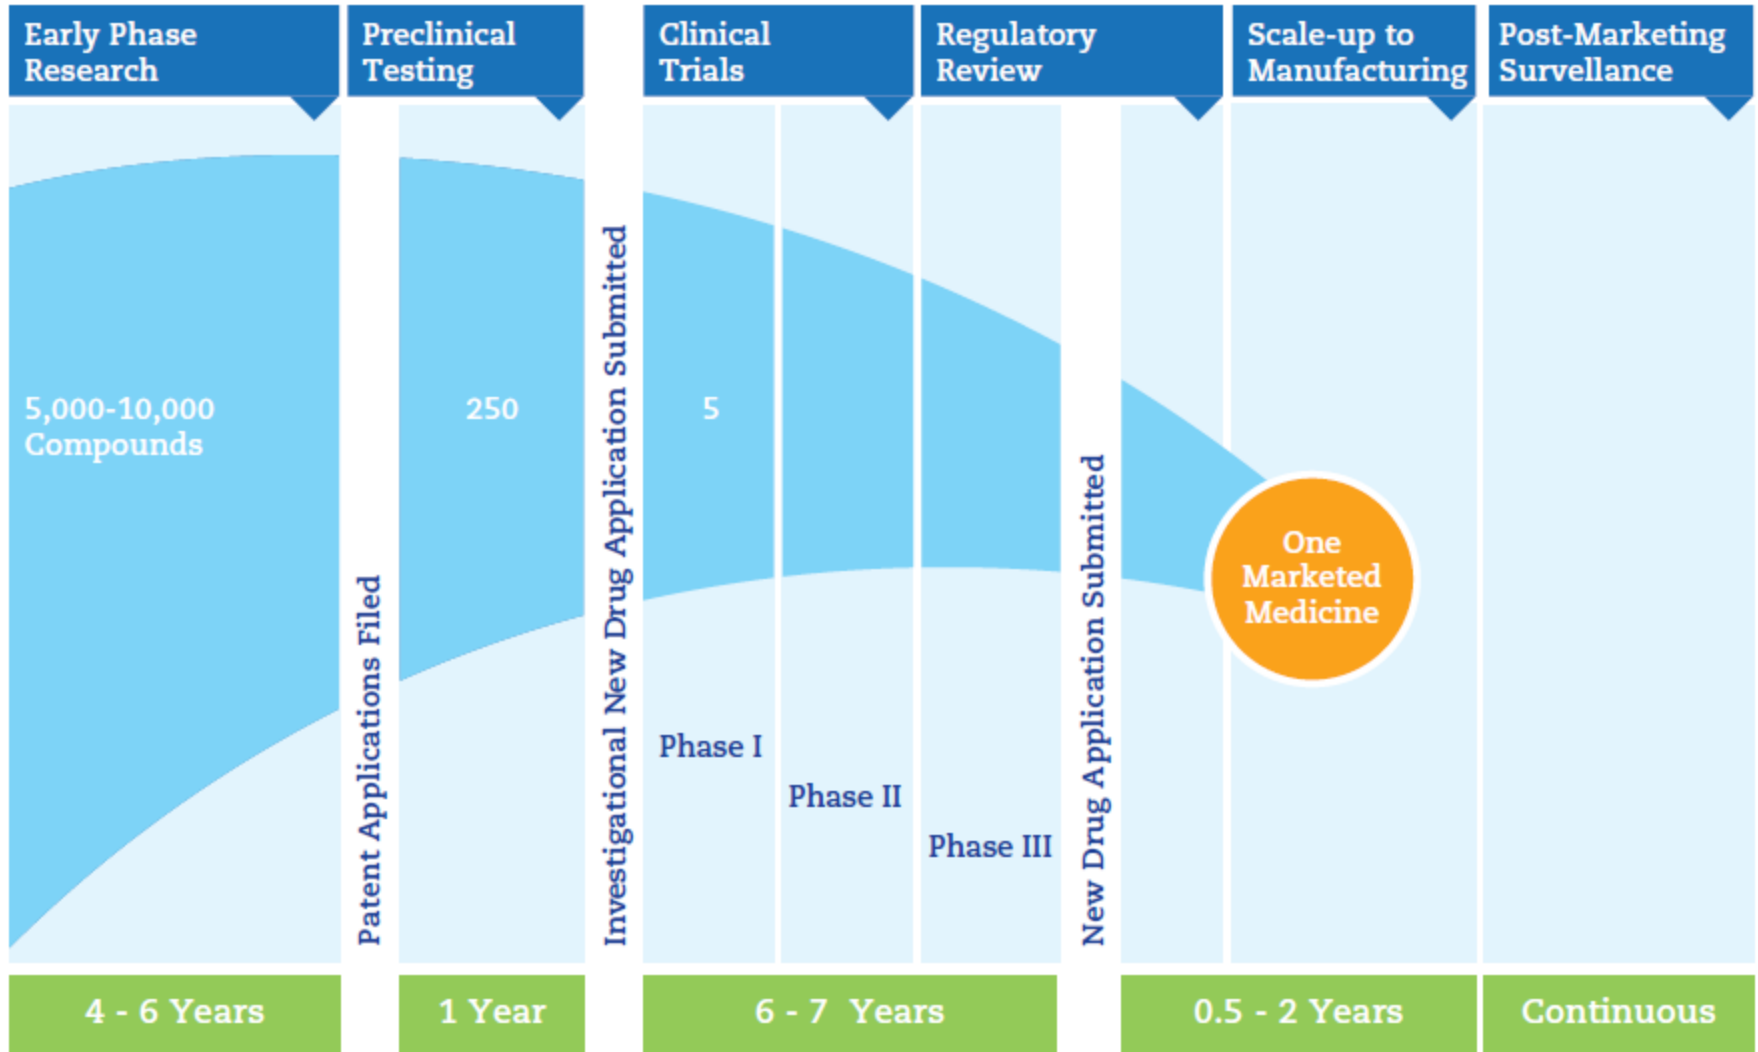 Early Phase
Research
Preclinical
Testing
Clinical
Trials
Regulatory
Review
Scale-up to
Manufacturing
Post-Marketing
Survellance
5,000-10,000
Compounds
Patent Applications Filed
250
Investigational New Drug Application Submitted
5
Phase I
Phase II
Phase III
New Drug Application Submitted
One
Marketed
Medicine
4 - 6 Years
1 Year
6 - 7 Years
0.5 - 2 Years
Continuous